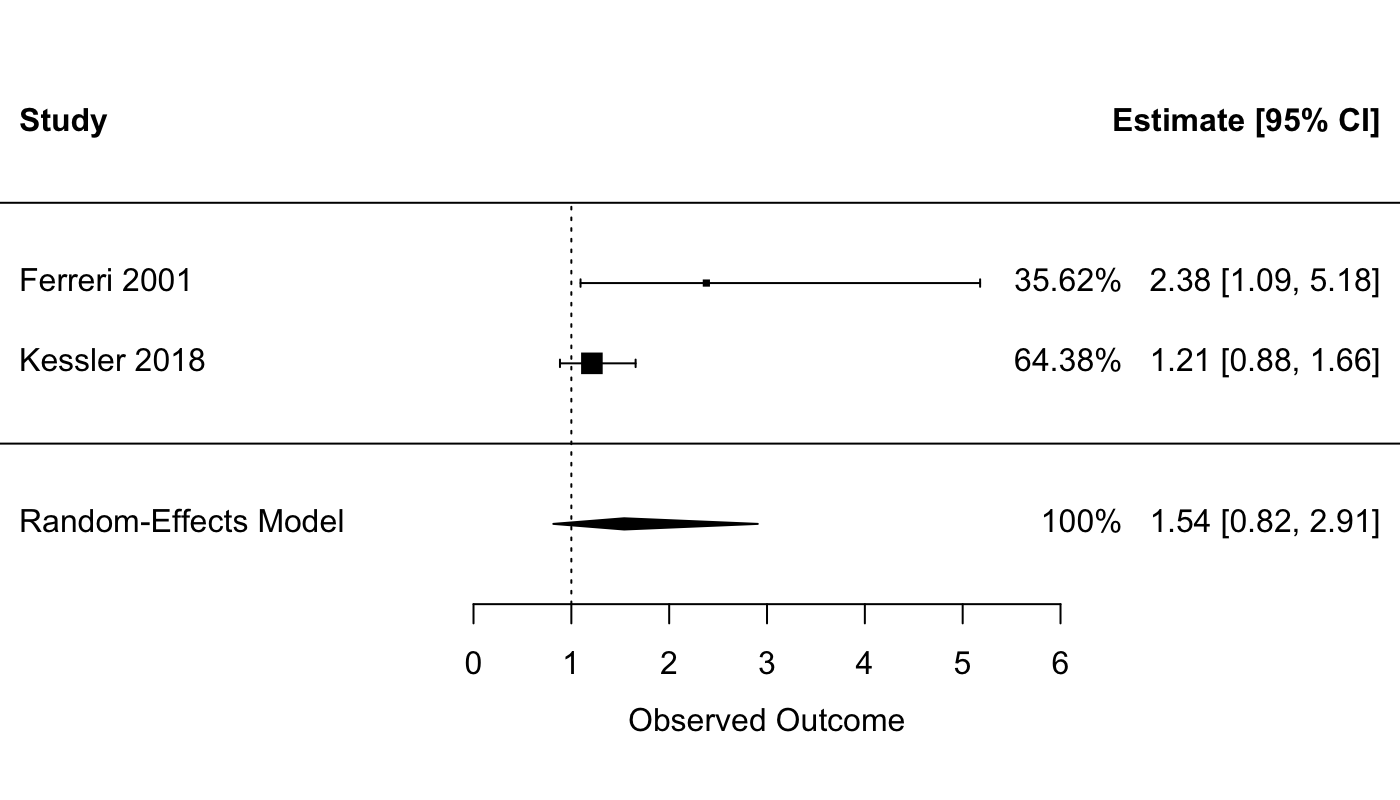 Study Estimate [95% CI]
Ferreri 2001 35.62% 2.38 [1.09, 5.18]
Kessler 2018 64.38% 1.21 [0.88, 1.66]
Random-Effects Model 100% 1.54 [0.82, 2.91]
0 1 2 3 4 5 6
Observed Outcome